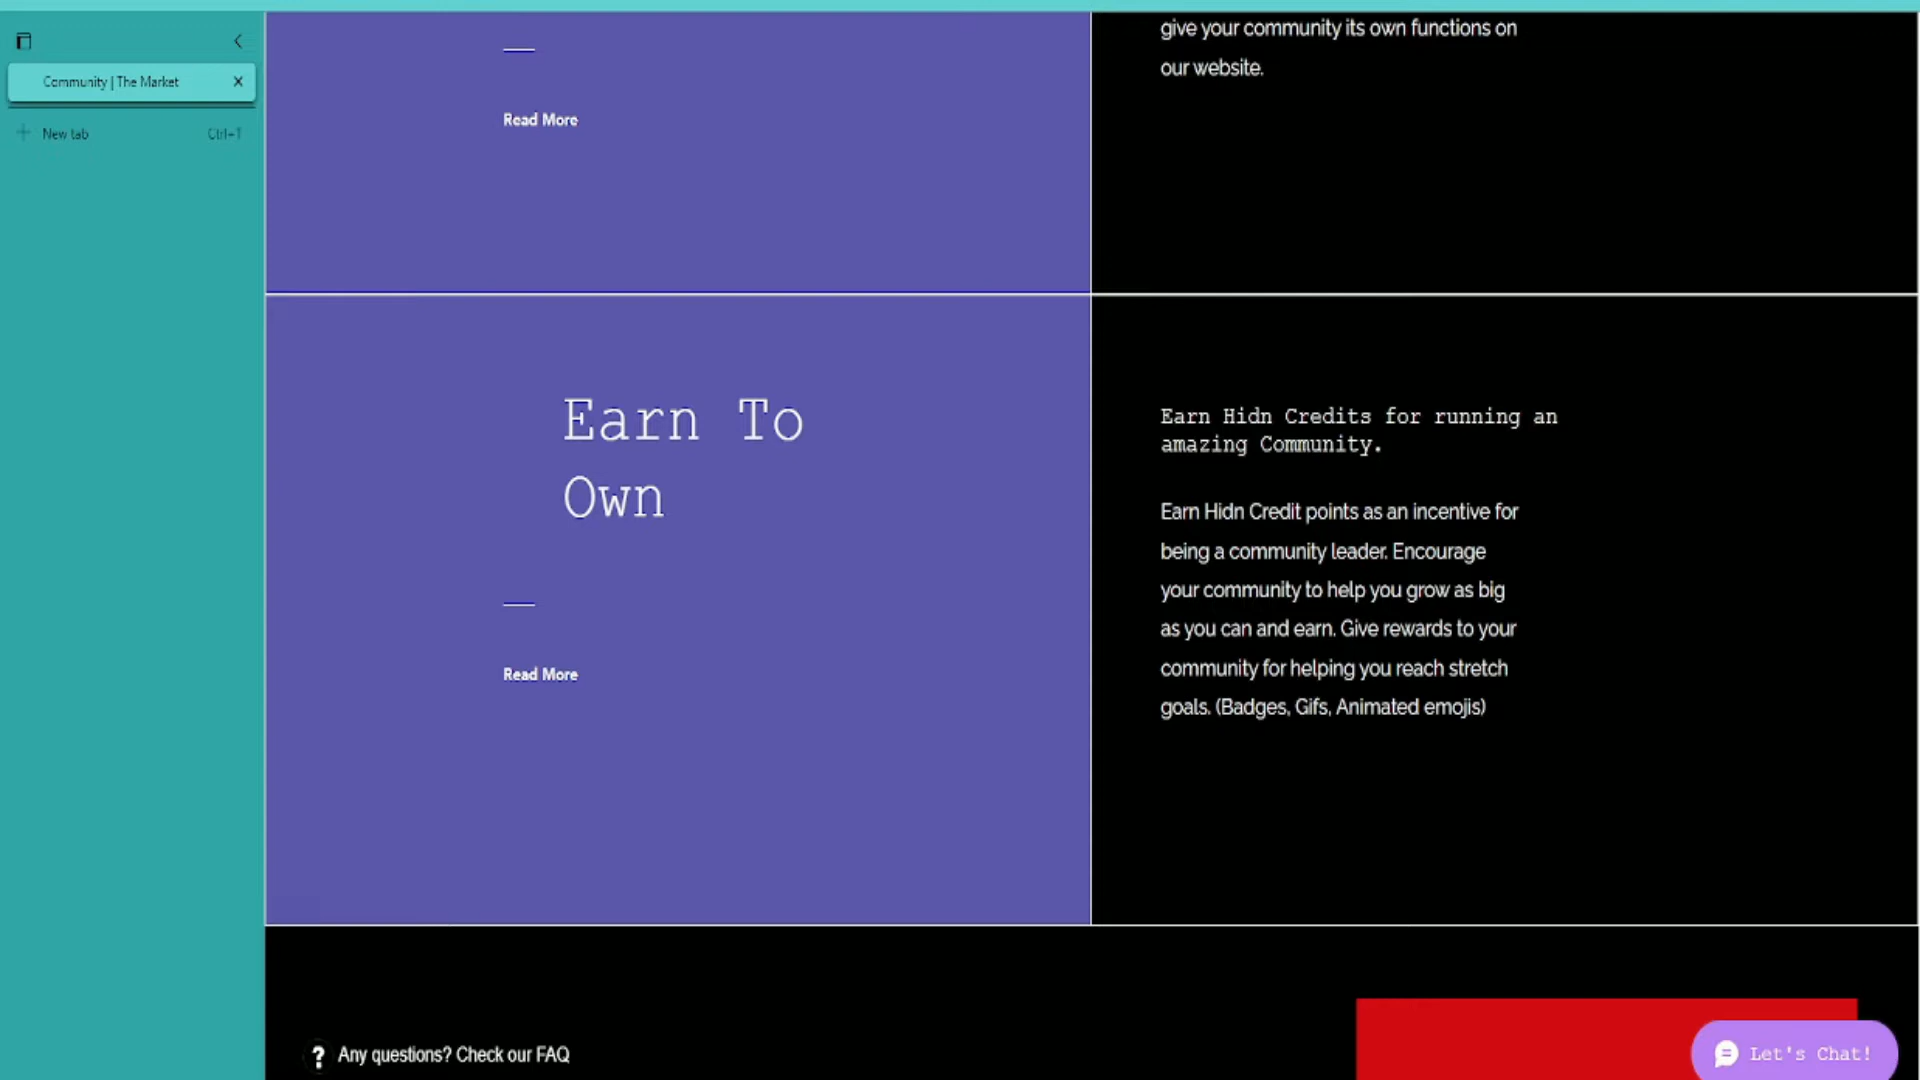 Community | The Market
New tab
Ctrl+T
Read More
give your community its own functions on
our website.
Earn To
Own
Read More
Earn Hidn Credits for running an
amazing Community.
Earn Hidn Credit points as an incentive for
being a community leader. Encourage
your community to help you grow as big
as you can and earn. Give rewards to your
community for helping you reach stretch
goals. (Badges, Gifs, Animated emojis)
? Any questions? Check our FAQ
Let's Chat!